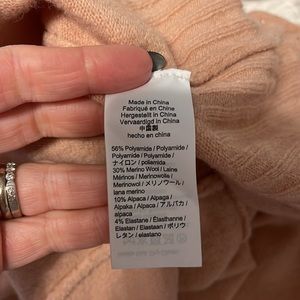 Made in China
Fabriqué en Chine
Hergestellt in China
Vervaardigd in China
中国製
hecho en china
56% Polyamide / Polyamide
Polyamide / Polyamide
ナイロン / poliamida
30% Merino Wool / Laine
Mérinos / Merinowolle /
Merinowol / メリノウール /
lana merino
10% Alpaca / Alpaga /
Alpaka / Alpaca / アルパカ /
alpaca
4% Elastane / Elasthanne /
Elastan / Elastaan / ポリウ
レタン / elastano